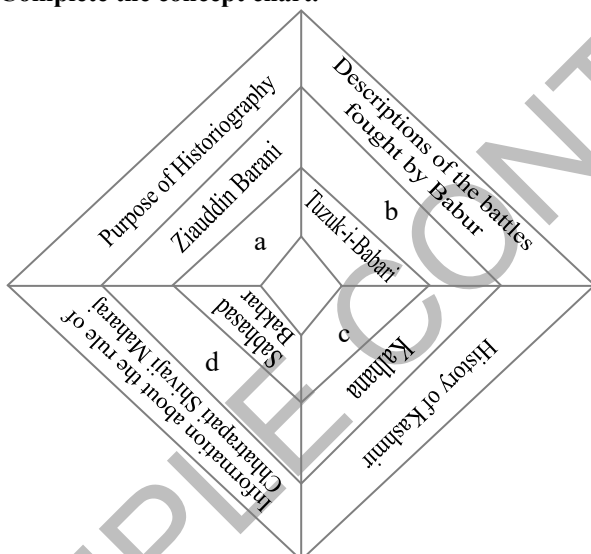 Complete the concept chart.
Purpose of Historiography
Ziauddin Barani
a
Descriptions of the battles
fought by Babur
b
Tuzuk-i-Babari
Sabhasad
Bakhar
d
Information about the rule of
Chhatrapati Shivaji Maharaj
c
Kalhana
History of Kashmir